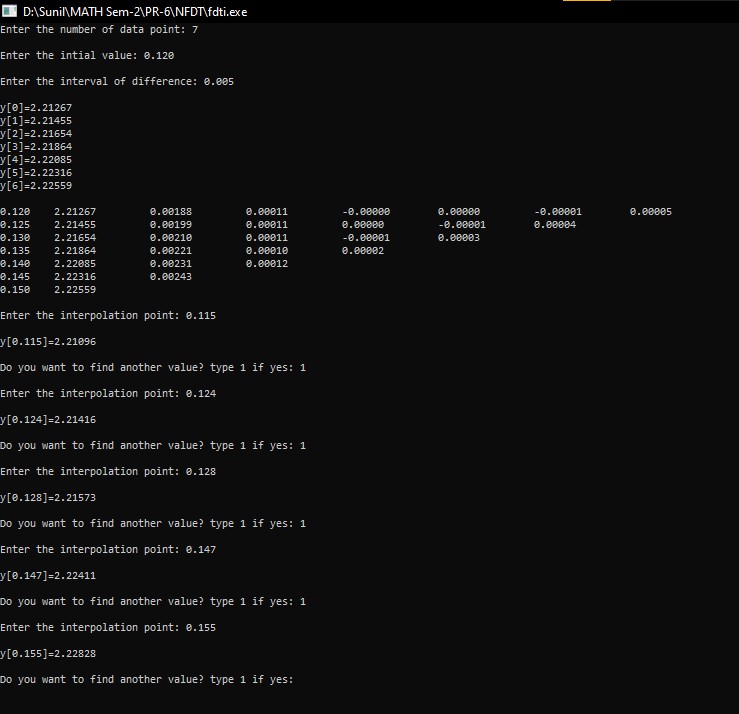 D:\Sunil\MATH Sem-2\PR-6\NFDT\fdti.exe
Enter the number of data point: 7
Enter the intial value: 0.120
Enter the interval of difference: 0.005
y[0]=2.21267
y[1]=2.21455
y[2]=2.21654
y[3]=2.21864
y[4]=2.22085
y[5]=2.22316
y[6]=2.22559
0.120 2.21267 0.00188 0.00011 -0.00000 0.00000 -0.00001 0.00005
0.125 2.21455 0.00199 0.00011 0.00000 -0.00001 0.00004
0.130 2.21654 0.00210 0.00011 -0.00001 0.00003
0.135 2.21864 0.00221 0.00010 0.00002
0.140 2.22085 0.00231 0.00012
0.145 2.22316 0.00243
0.150 2.22559
Enter the interpolation point: 0.115
y[0.115]=2.21096
Do you want to find another value? type 1 if yes: 1
Enter the interpolation point: 0.124
y[0.124]=2.21416
Do you want to find another value? type 1 if yes: 1
Enter the interpolation point: 0.128
y[0.128]=2.21573
Do you want to find another value? type 1 if yes: 1
Enter the interpolation point: 0.147
y[0.147]=2.22411
Do you want to find another value? type 1 if yes: 1
Enter the interpolation point: 0.155
y[0.155]=2.22828
Do you want to find another value? type 1 if yes: